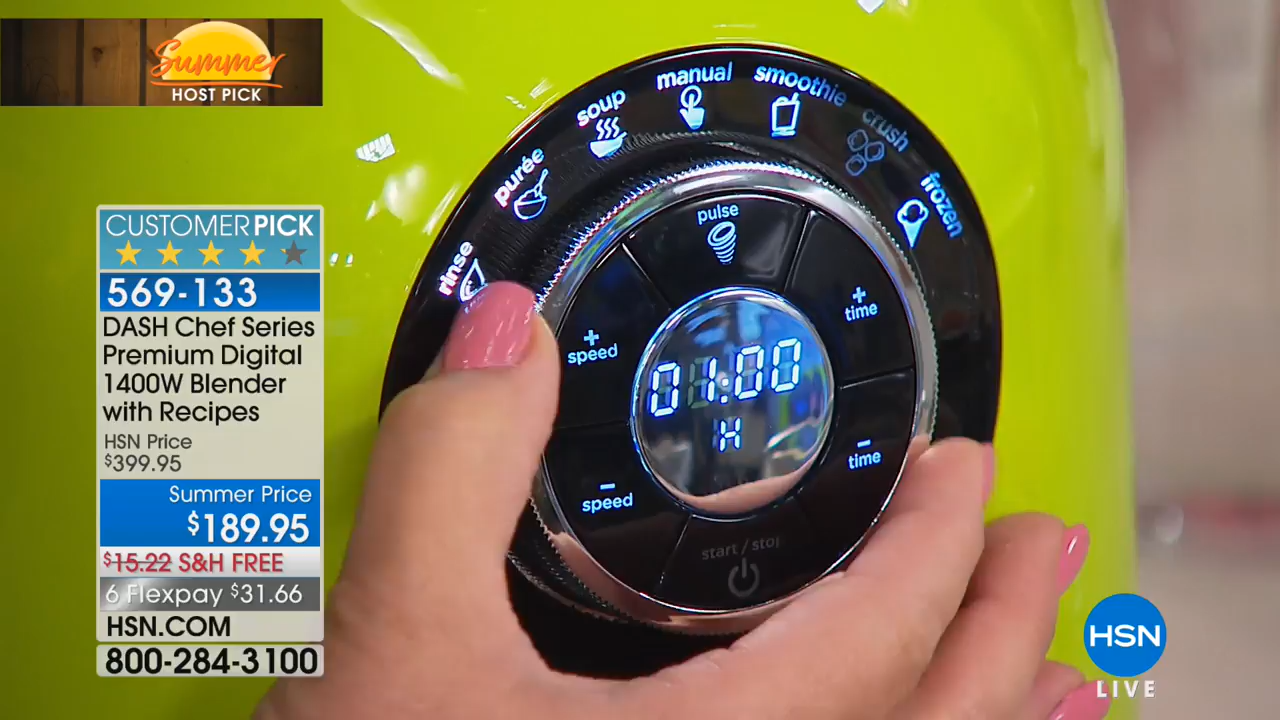 Summer
HOST PICK
CUSTOMER PICK
569-133
DASH Chef Series
Premium Digital
1400W Blender
with Recipes
HSN Price
$399.95
Summer Price
$189.95
$15.22 S&H FREE
6 Flexpay $31.66
HSN.COM
800-284-3100
rinse
purée
soup
manual
smoothie
crush
frozen
pulse
+
speed
+
time
01:00
H
−
speed
−
time
start / stop
HSN
LIVE